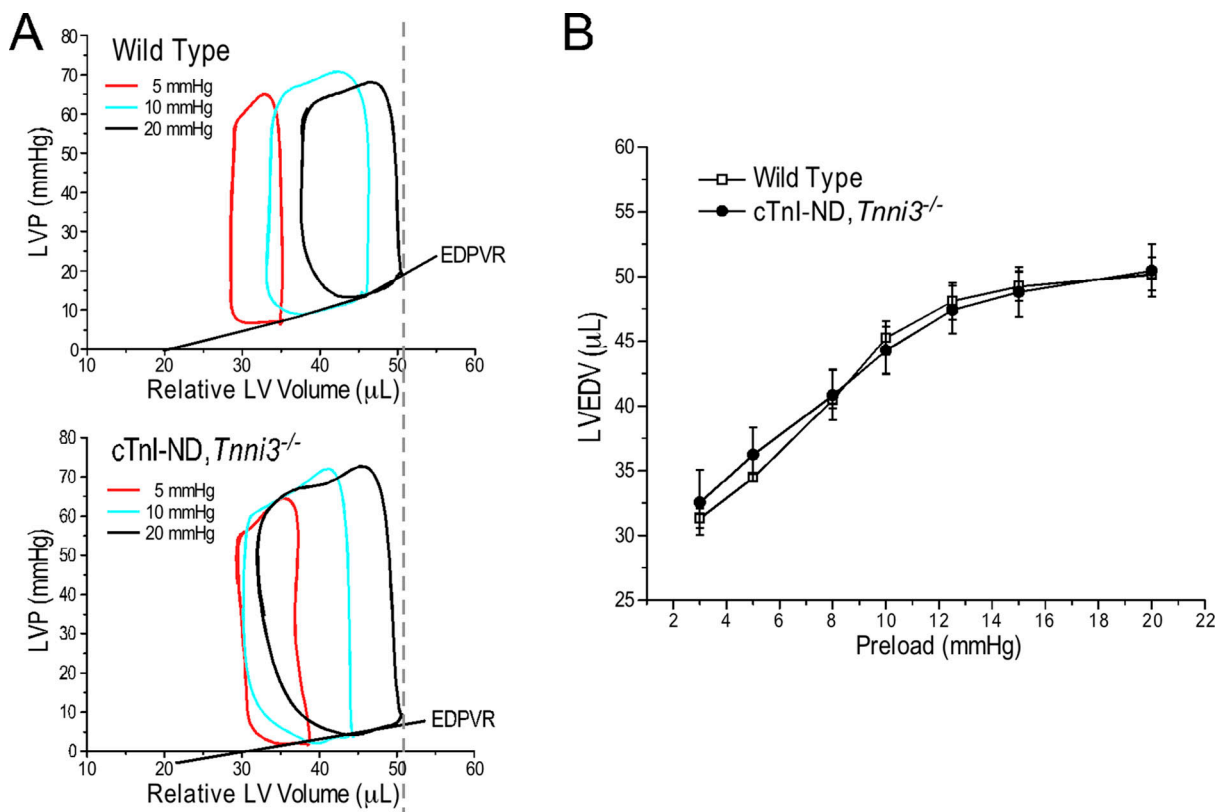 A
Wild Type
5 mmHg
10 mmHg
20 mmHg
LVP (mmHg)
80
70
60
50
40
30
20
10
0
EDPVR
10 20 30 40 50 60
Relative LV Volume (μL)
cTnI-ND, Tnni3-/-
5 mmHg
10 mmHg
20 mmHg
LVP (mmHg)
80
70
60
50
40
30
20
10
0
EDPVR
10 20 30 40 50 60
Relative LV Volume (μL)
B
Wild Type
cTnI-ND, Tnni3-/-
LVEDV (μL)
60
55
50
45
40
35
30
25
2 4 6 8 10 12 14 16 18 20 22
Preload (mmHg)